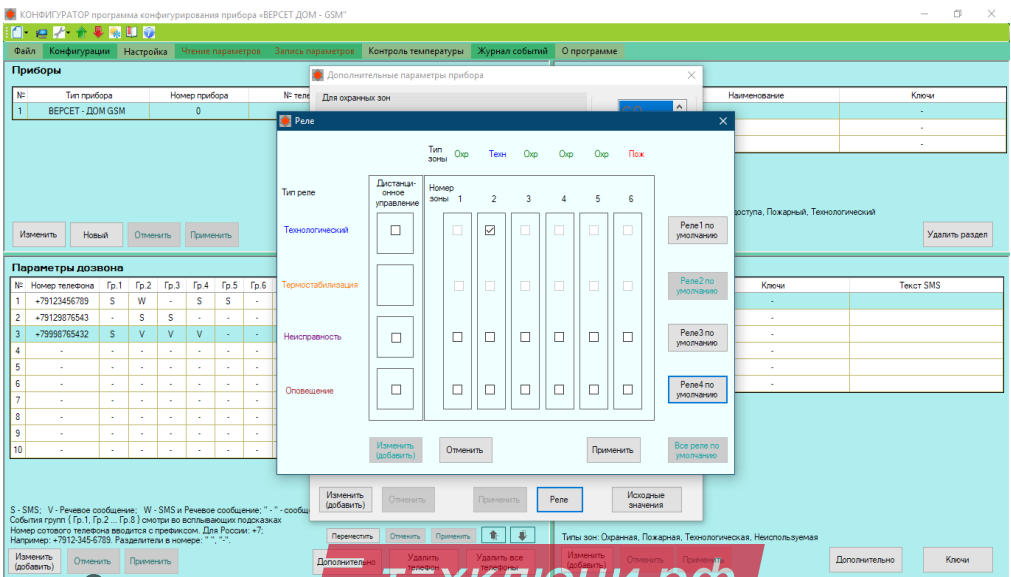 КОНФИГУРАТОР программа конфигурирования прибора «ВЕРСЕТ ДОМ - GSM"
Файл Конфигурации Настройка Чтение параметров Запись параметров Контроль температуры Журнал событий О программе
Приборы
№ Тип прибора Номер прибора № теле
1 ВЕРСЕТ - ДОМ GSM 0
Изменить Новый Отменить Применить
Дополнительные параметры прибора
Для охранных зон
Наименование Ключи
-
-
-
доступа, Пожарный, Технологический
Удалить раздел
Реле
Тип зоны Охр Техн Охр Охр Охр Пож
Тип реле
Дистанци-
онное
управление
Номер
зоны 1 2 3 4 5 6
Технологический
Реле1 по
умолчанию
Термостабилизация
Реле2 по
умолчанию
Неисправность
Реле3 по
умолчанию
Оповещение
Реле4 по
умолчанию
Изменить
(добавить)
Отменить
Применить
Все реле по
умолчанию
Параметры дозвона
№ Номер телефона Гр.1 Гр.2 Гр.3 Гр.4 Гр.5 Гр.6
1 +79123456789 S W - S S -
2 +79129876543 - S S - - -
3 +79998765432 S V V V - -
4 - - - - - - -
5 - - - - - - -
6 - - - - - - -
7 - - - - - - -
8 - - - - - - -
9 - - - - - - -
10 - - - - - - -
Ключи Текст SMS
-
-
-
-
-
-
Изменить
(добавить)
Отменить
Применить
Реле
Исходные
значения
S - SMS; V - Речевое сообщение; W - SMS и Речевое сообщение; " - " - сообщ
События групп ( Гр.1, Гр.2 ... Гр.8 ) смотри во всплывающих подсказках
Номер сотового телефона вводится с префиксом. Для России: +7;
Например: +7912-345-6789. Разделители в номере: " ", "-".
Переместить Отменить Применить
Типы зон: Охранная, Пожарная, Технологическая, Неиспользуемая
Изменить
(добавить)
Отменить
Применить
Дополнительно
Удалить
телефон
Удалить все
телефоны
Изменить
(добавить)
Отменить
Применить
Дополнительно
Ключи